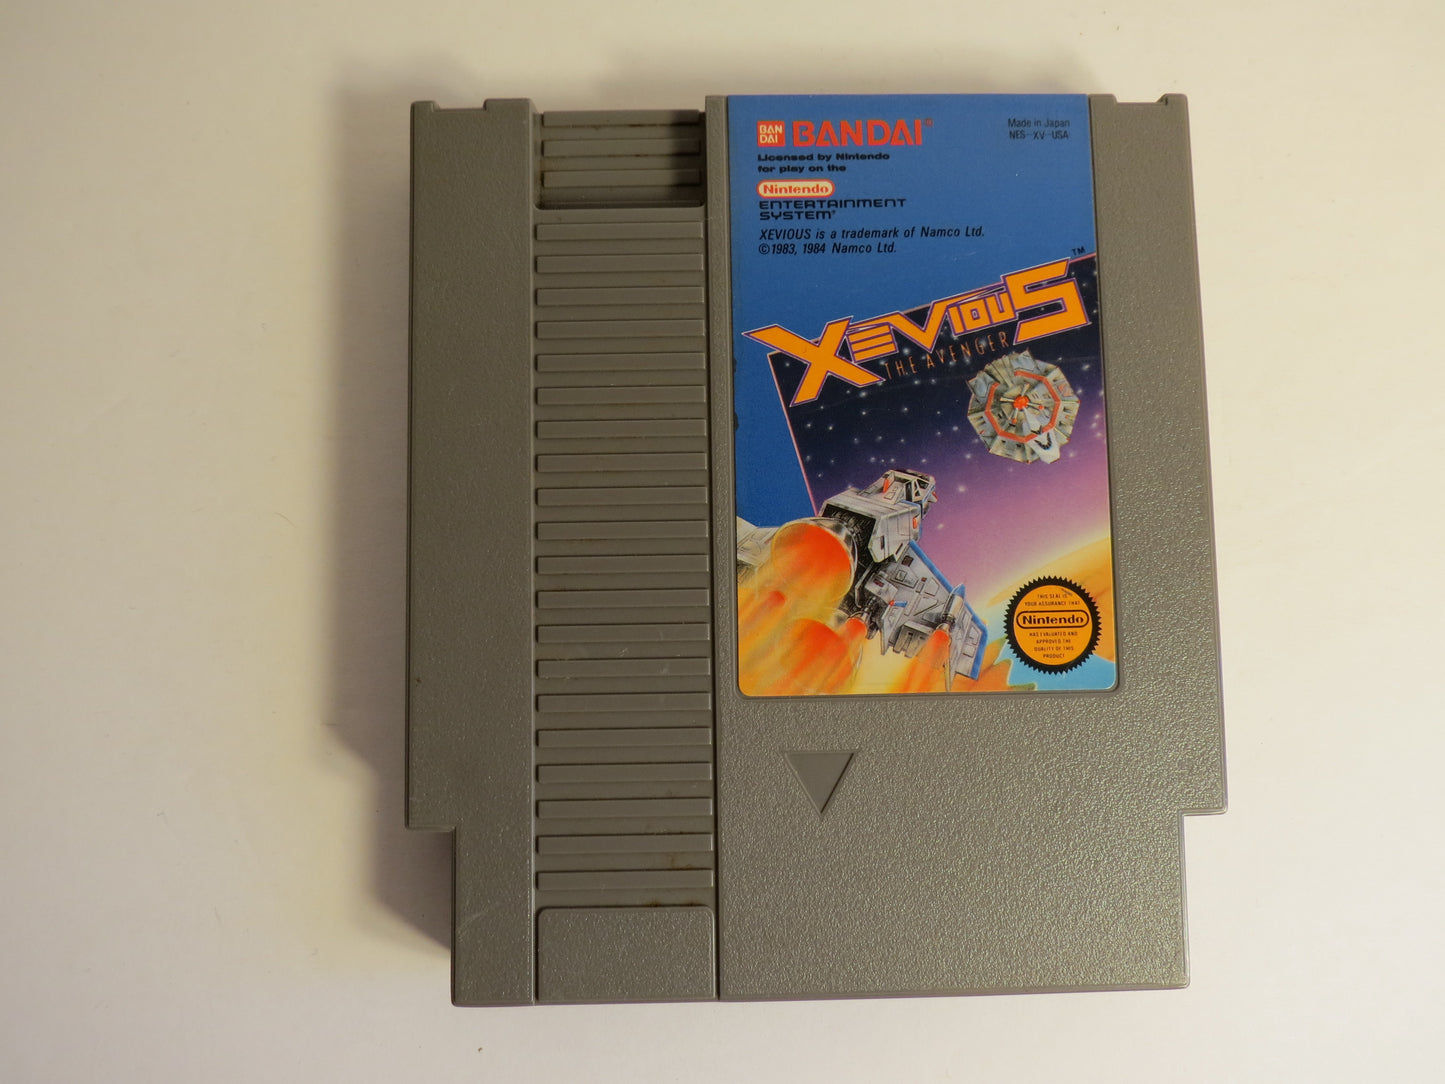 BAN
DAI
BANDAI®
Made in Japan
NES-XV-USA
Licensed by Nintendo
for play on the
Nintendo
ENTERTAINMENT
SYSTEM®
XEVIOUS is a trademark of Namco Ltd.
©1983, 1984 Namco Ltd.
XEVIOUS™
THE AVENGER
THIS SEAL IS
YOUR ASSURANCE THAT
Nintendo
HAS EVALUATED AND
APPROVED THE
QUALITY OF THIS
PRODUCT